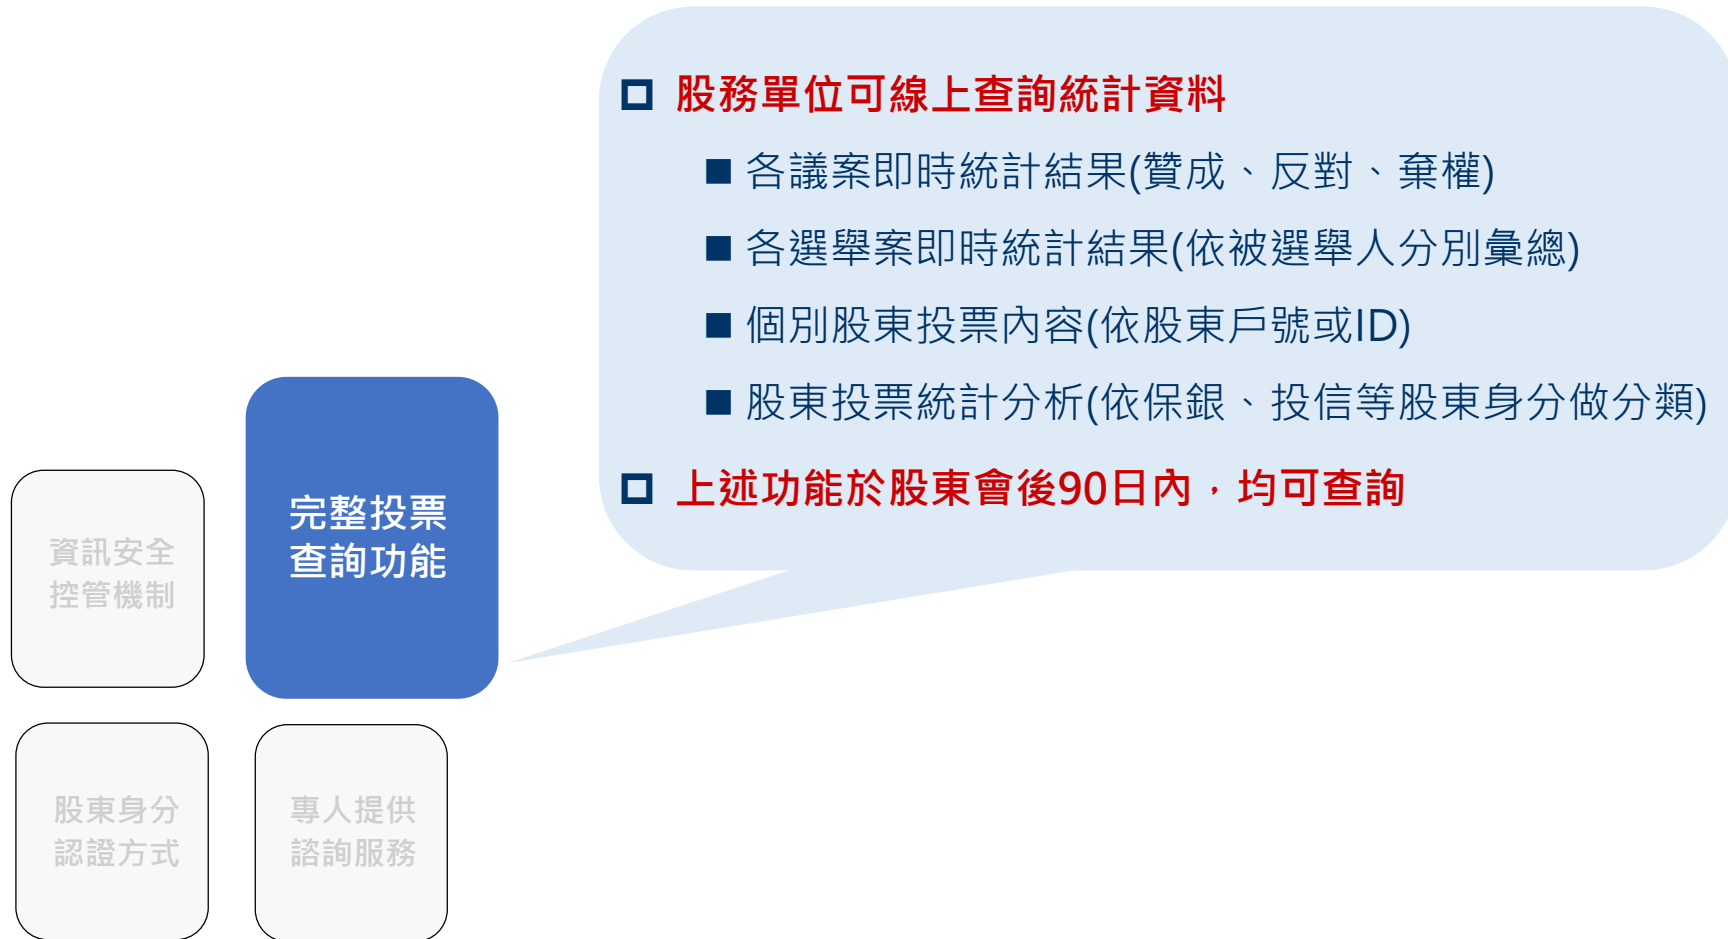 股務單位可線上查詢統計資料
各議案即時統計結果(贊成、反對、棄權)
各選舉案即時統計結果(依被選舉人分別彙總)
個別股東投票內容(依股東戶號或ID)
股東投票統計分析(依保銀、投信等股東身分做分類)
上述功能於股東會後90日內，均可查詢
完整投票
查詢功能
資訊安全
控管機制
股東身分
認證方式
專人提供
諮詢服務